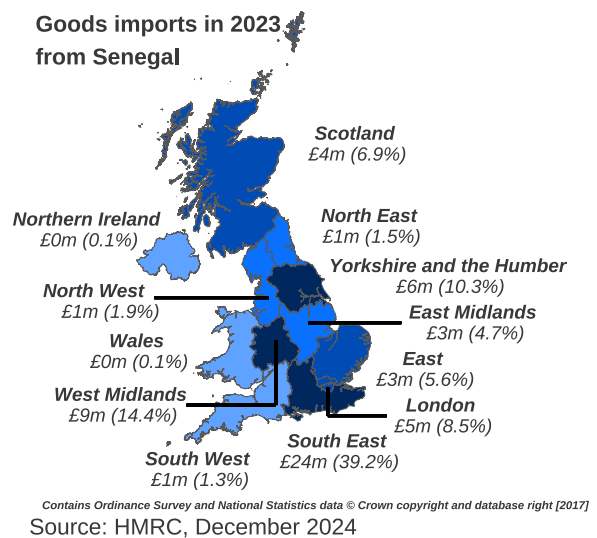 Goods imports in 2023
from Senegal
Scotland
£4m (6.9%)
Northern Ireland
£0m (0.1%)
North East
£1m (1.5%)
Yorkshire and the Humber
£6m (10.3%)
North West
£1m (1.9%)
East Midlands
£3m (4.7%)
Wales
£0m (0.1%)
East
£3m (5.6%)
West Midlands
£9m (14.4%)
London
£5m (8.5%)
South East
£24m (39.2%)
South West
£1m (1.3%)
Contains Ordinance Survey and National Statistics data © Crown copyright and database right [2017]
Source: HMRC, December 2024